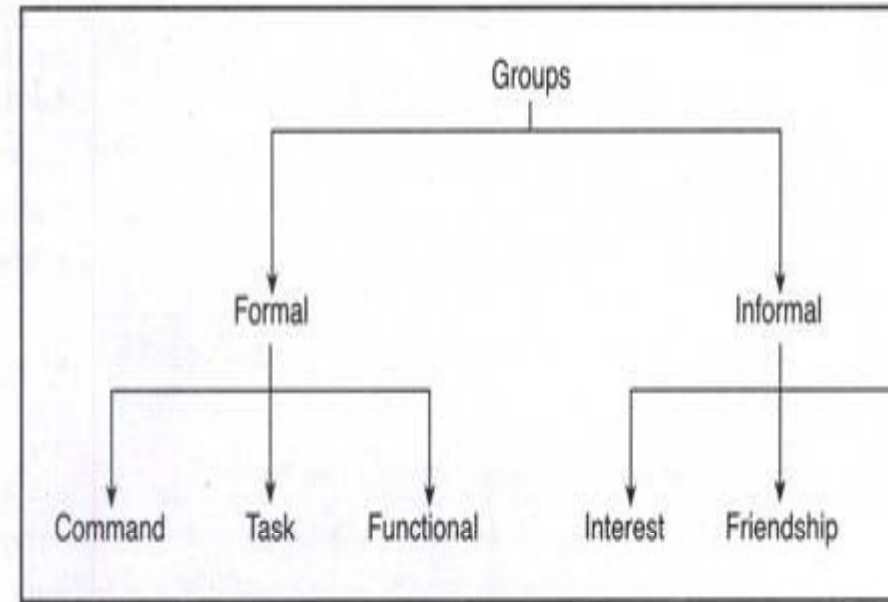 Groups
Formal Informal
Command Task Functional Interest Friendship